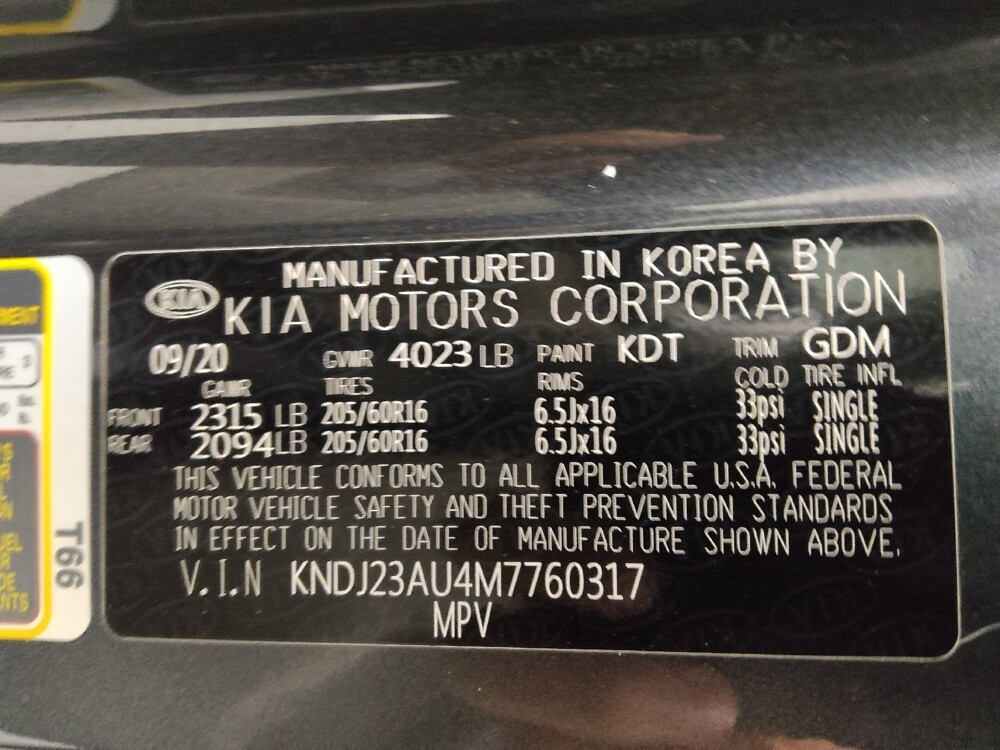 MANUFACTURED IN KOREA BY
KIA
KIA MOTORS CORPORATION
09/20 GVWR 4023 LB PAINT KDT TRIM GDM
GAWR TIRES RIMS COLD TIRE INFL
FRONT 2315 LB 205/60R16 6.5Jx16 33psi SINGLE
REAR 2094 LB 205/60R16 6.5Jx16 33psi SINGLE
THIS VEHICLE CONFORMS TO ALL APPLICABLE U.S.A. FEDERAL
MOTOR VEHICLE SAFETY AND THEFT PREVENTION STANDARDS
IN EFFECT ON THE DATE OF MANUFACTURE SHOWN ABOVE.
V.I.N KNDJ23AU4M7760317
MPV
T66